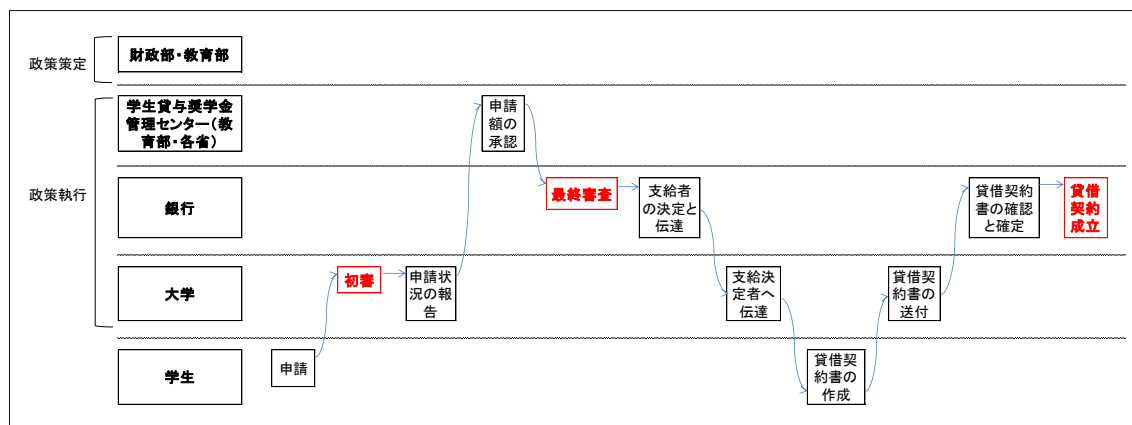 政策策定
財政部・教育部
政策執行
学生貸与奨学金
管理センター（教
育部・各省）
申請
額の
承認
銀行
最終審査
支給者
の決定と
伝達
貸借契約
書の確認
と確定
貸借
契約
成立
大学
初審
申請状
況の報
告
支給決
定者へ
伝達
貸借契
約書の
送付
学生
申請
貸借契
約書の
作成